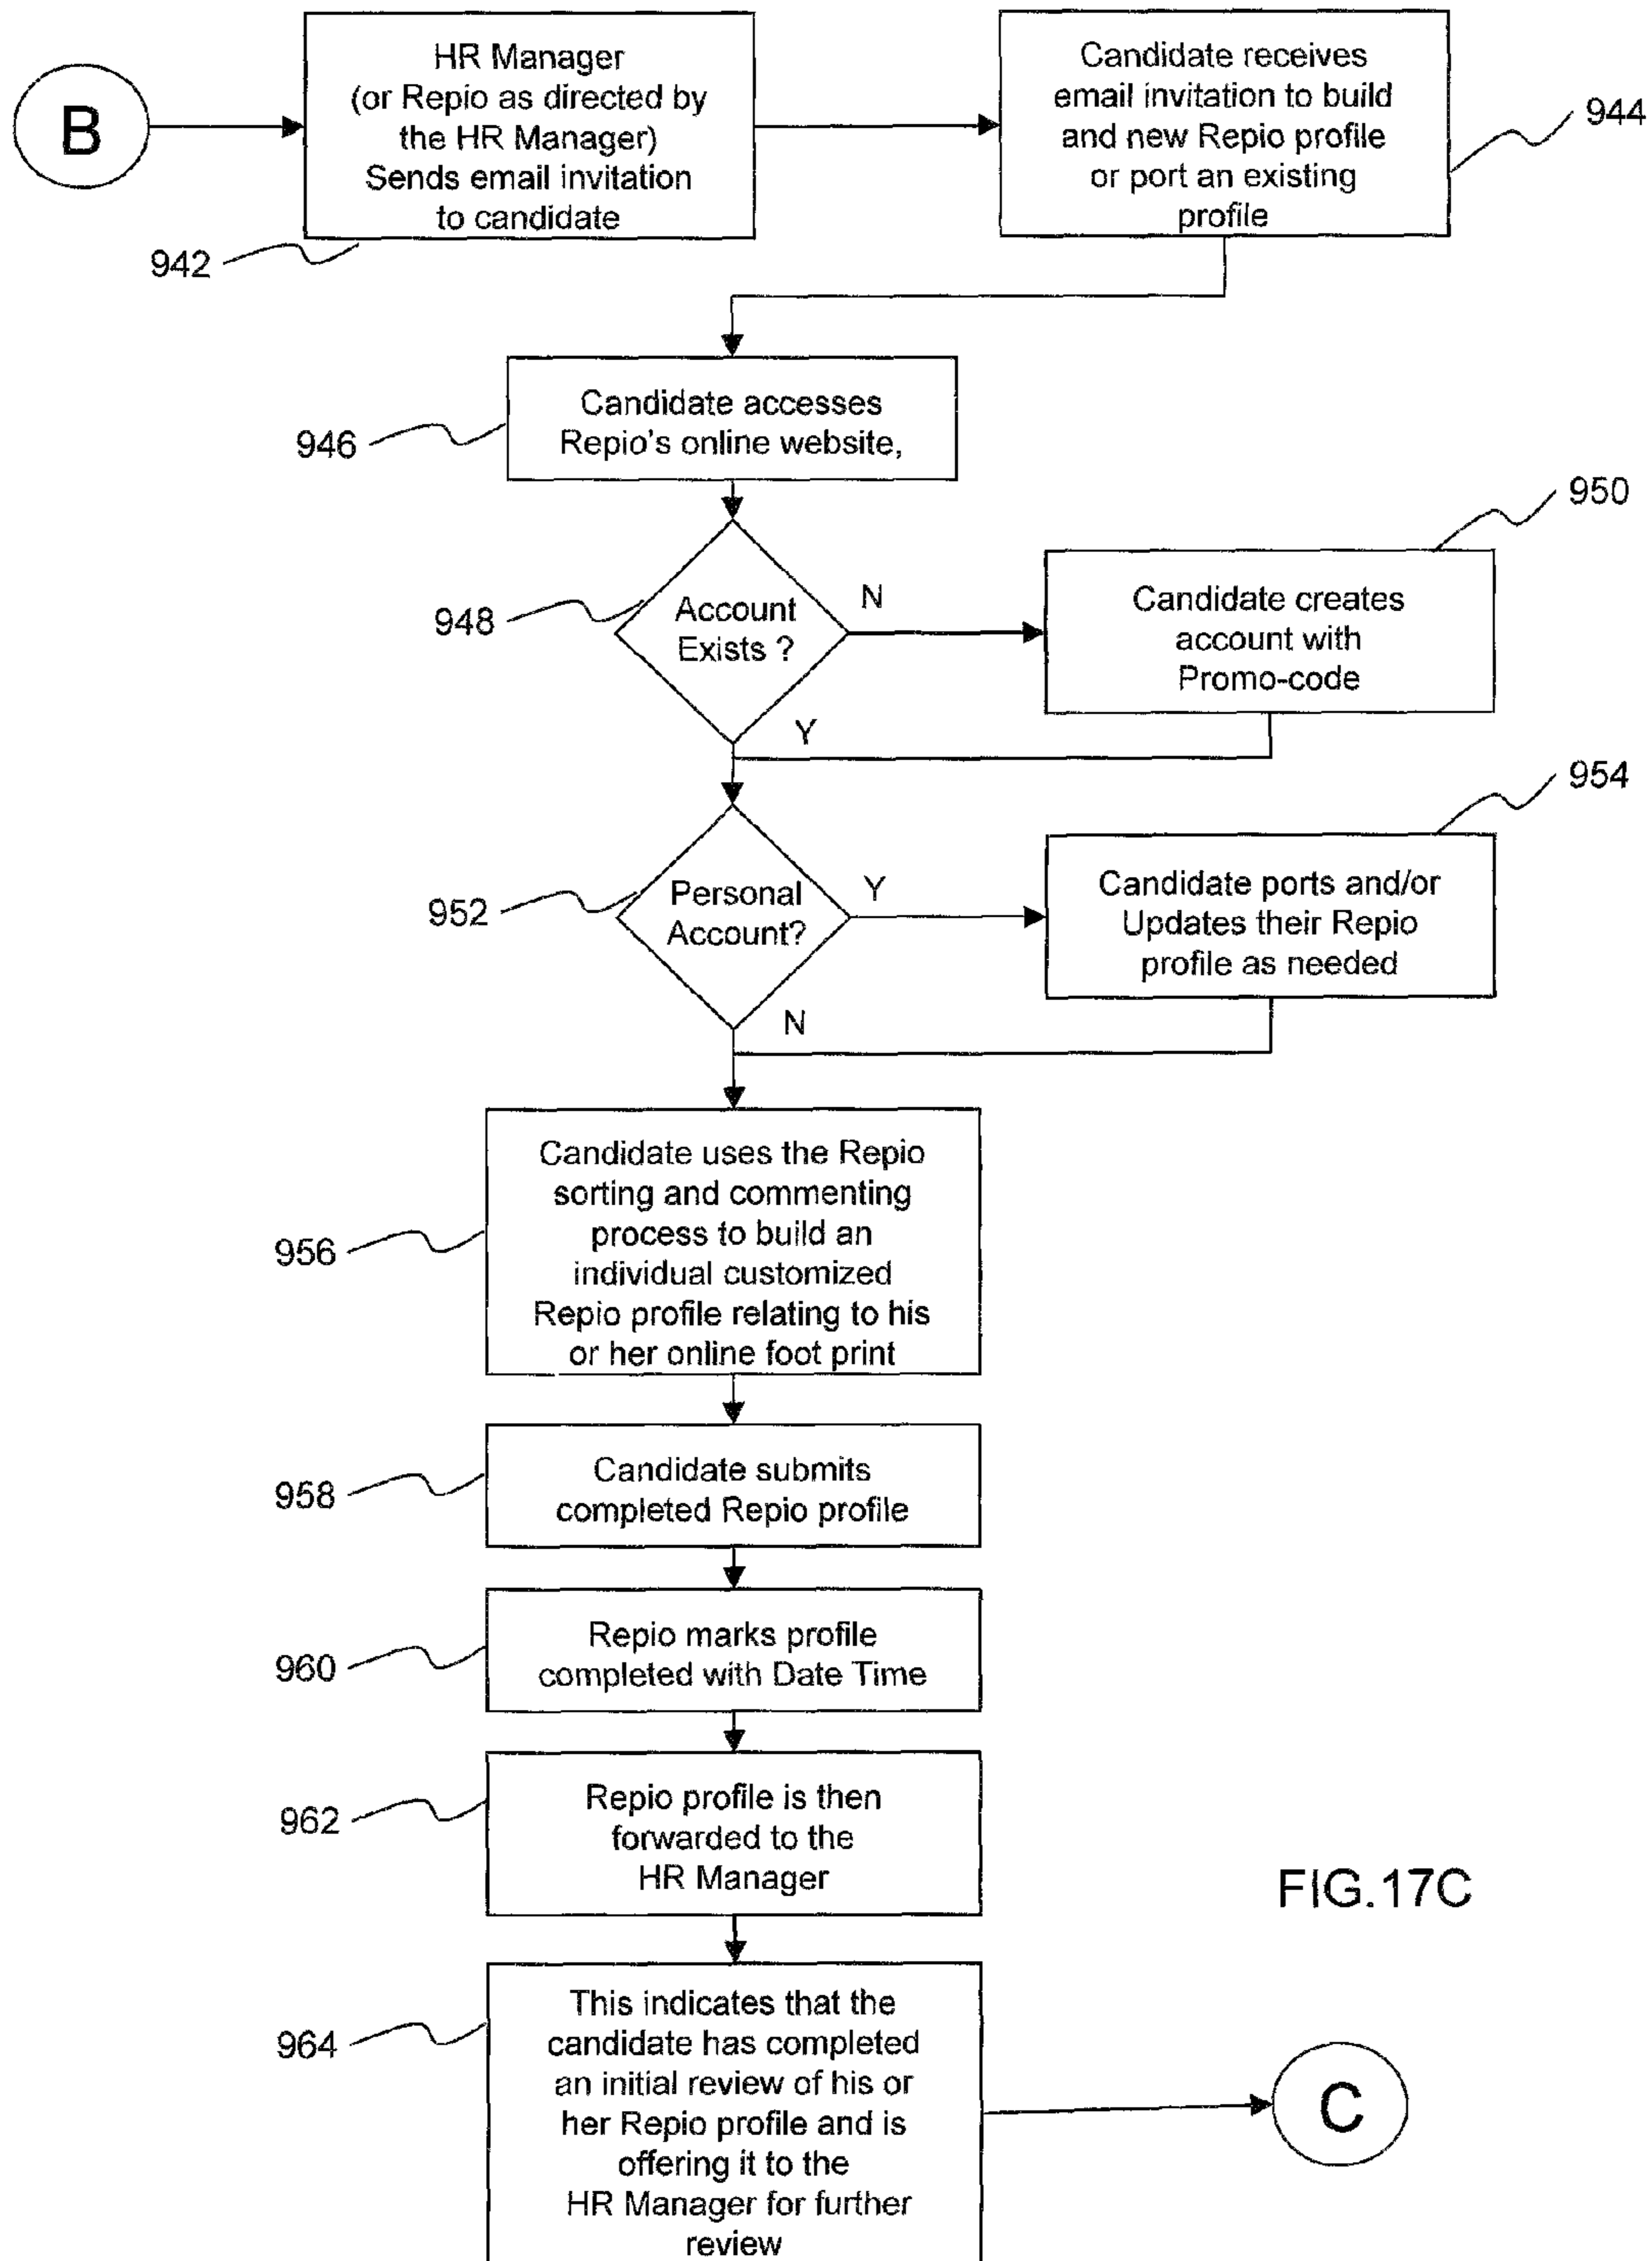 B
HR Manager
(or Repio as directed by
the HR Manager)
Sends email invitation
to candidate
942
Candidate receives
email invitation to build
and new Repio profile
or port an existing
profile
944
946
Candidate accesses
Repio's online website,
948
Account
Exists ?
N
Y
950
Candidate creates
account with
Promo-code
952
Personal
Account?
Y
N
954
Candidate ports and/or
Updates their Repio
profile as needed
956
Candidate uses the Repio
sorting and commenting
process to build an
individual customized
Repio profile relating to his
or her online foot print
958
Candidate submits
completed Repio profile
960
Repio marks profile
completed with Date Time
962
Repio profile is then
forwarded to the
HR Manager
FIG.17C
964
This indicates that the
candidate has completed
an initial review of his or
her Repio profile and is
offering it to the
HR Manager for further
review
C